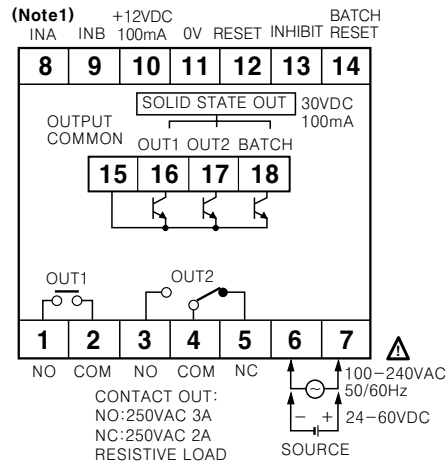 (Note1)
INA INB +12VDC 100mA 0V RESET INHIBIT BATCH RESET
8 9 10 11 12 13 14
SOLID STATE OUT 30VDC
100mA
OUTPUT
COMMON
OUT1 OUT2 BATCH
15 16 17 18
OUT1 OUT2
1 2 3 4 5 6 7
NO COM NO COM NC
100-240VAC
50/60Hz
CONTACT OUT:
NO:250VAC 3A
NC:250VAC 2A
RESISTIVE LOAD
- + 24-60VDC
SOURCE